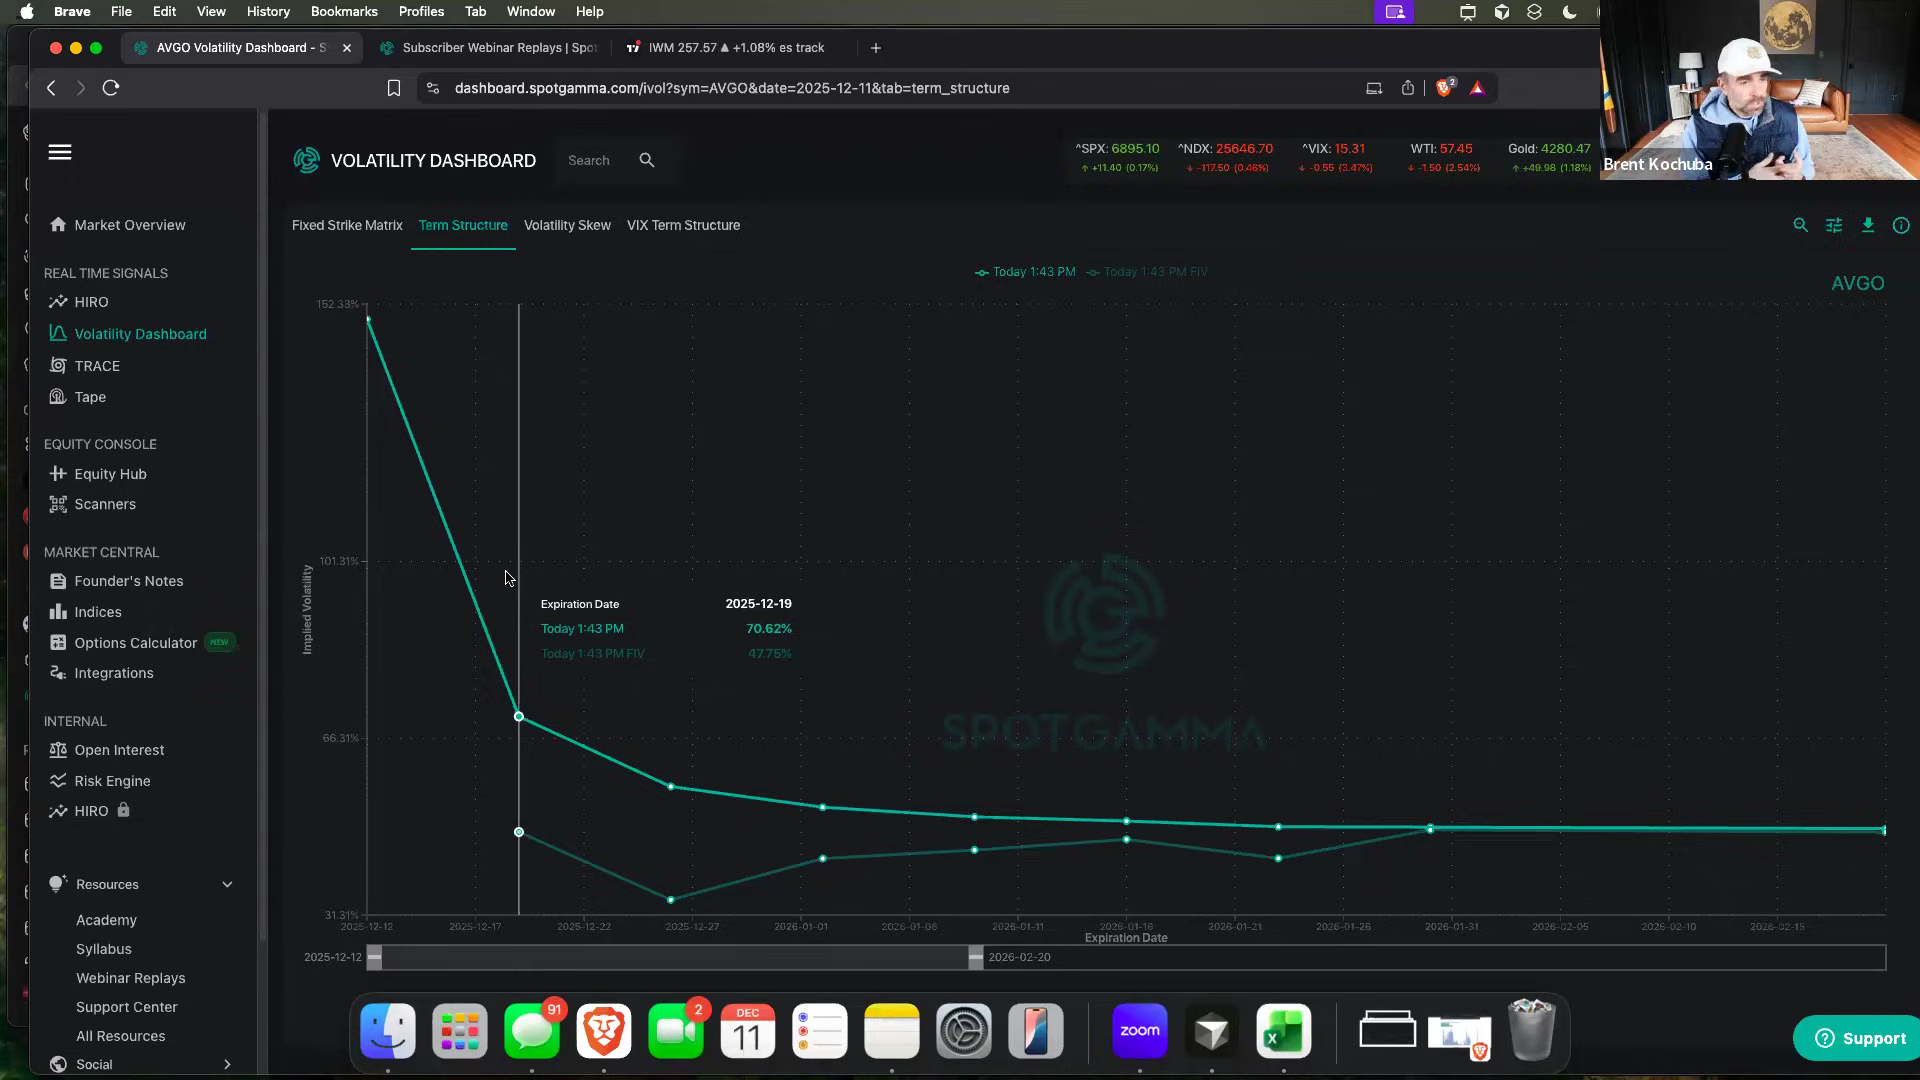 Brave File Edit View History Bookmarks Profiles Tab Window Help
AVGO Volatility Dashboard - S
Subscriber Webinar Replays | Spot
IWM 257.57 ▲ +1.08% es track
dashboard.spotgamma.com/ivol?sym=AVGO&date=2025-12-11&tab=term_structure
2
Brent Kochuba
VOLATILITY DASHBOARD
Search
^SPX: 6895.10 ^NDX: 25646.70 ^VIX: 15.31 WTI: 57.45 Gold: 4280.47
↑ +11.40 (0.17%) ↓ -117.50 (0.46%) ↓ -0.55 (3.47%) ↓ -1.50 (2.54%) ↑ +49.98 (1.18%)
Fixed Strike Matrix Term Structure Volatility Skew VIX Term Structure
Market Overview
REAL TIME SIGNALS
HIRO
Volatility Dashboard
TRACE
Tape
EQUITY CONSOLE
Equity Hub
Scanners
MARKET CENTRAL
Founder's Notes
Indices
Options Calculator NEW
Integrations
INTERNAL
Open Interest
Risk Engine
HIRO
Resources
Academy
Syllabus
Webinar Replays
Support Center
All Resources
Social
Today 1:43 PM Today 1:43 PM FIV
AVGO
152.33%
101.31%
66.31%
31.31%
Implied Volatility
Expiration Date 2025-12-19
Today 1:43 PM 70.62%
Today 1:43 PM FIV 47.75%
SPOTGAMMA
2025-12-12 2025-12-17 2025-12-22 2025-12-27 2026-01-01 2026-01-06 2026-01-11 2026-01-16 2026-01-21 2026-01-26 2026-01-31 2026-02-05 2026-02-10 2026-02-15
Expiration Date
2025-12-12 2026-02-20
91
2
DEC
11
zoom
Support